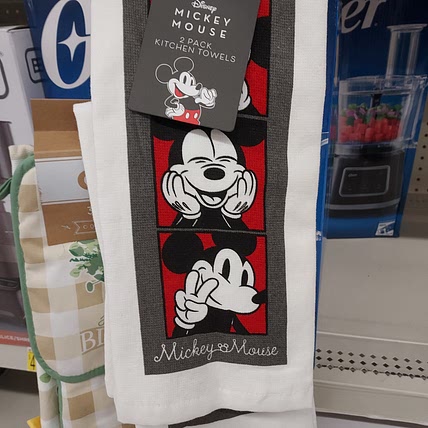 Disney
MICKEY
MOUSE
2 PACK
KITCHEN TOWELS
Mickey Mouse